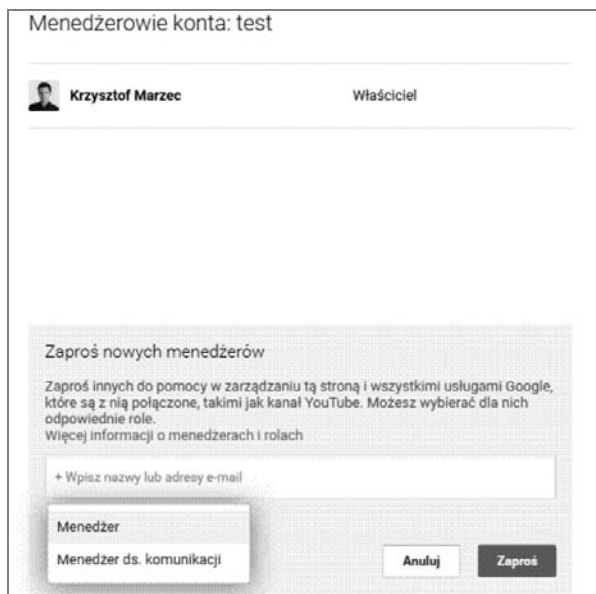 Menedżerowie konta: test
Krzysztof Marzec Właściciel
Zaproś nowych menedżerów
Zaproś innych do pomocy w zarządzaniu tą stroną i wszystkimi usługami Google,
które są z nią połączone, takimi jak kanał YouTube. Możesz wybierać dla nich
odpowiednie role.
Więcej informacji o menedżerach i rolach
+ Wpisz nazwy lub adresy e-mail
Menedżer
Menedżer ds. komunikacji
Anuluj Zaproś